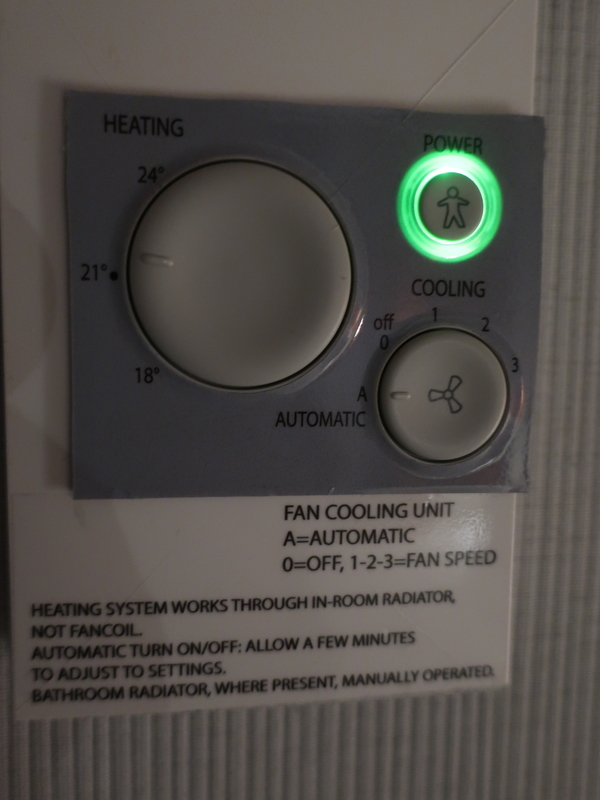 HEATING
POWER
24°
21°
18°
COOLING
off
0
1
2
3
A
AUTOMATIC
FAN COOLING UNIT
A=AUTOMATIC
0=OFF, 1-2-3=FAN SPEED
HEATING SYSTEM WORKS THROUGH IN-ROOM RADIATOR,
NOT FANCOIL.
AUTOMATIC TURN ON/OFF: ALLOW A FEW MINUTES
TO ADJUST TO SETTINGS.
BATHROOM RADIATOR, WHERE PRESENT, MANUALLY OPERATED.